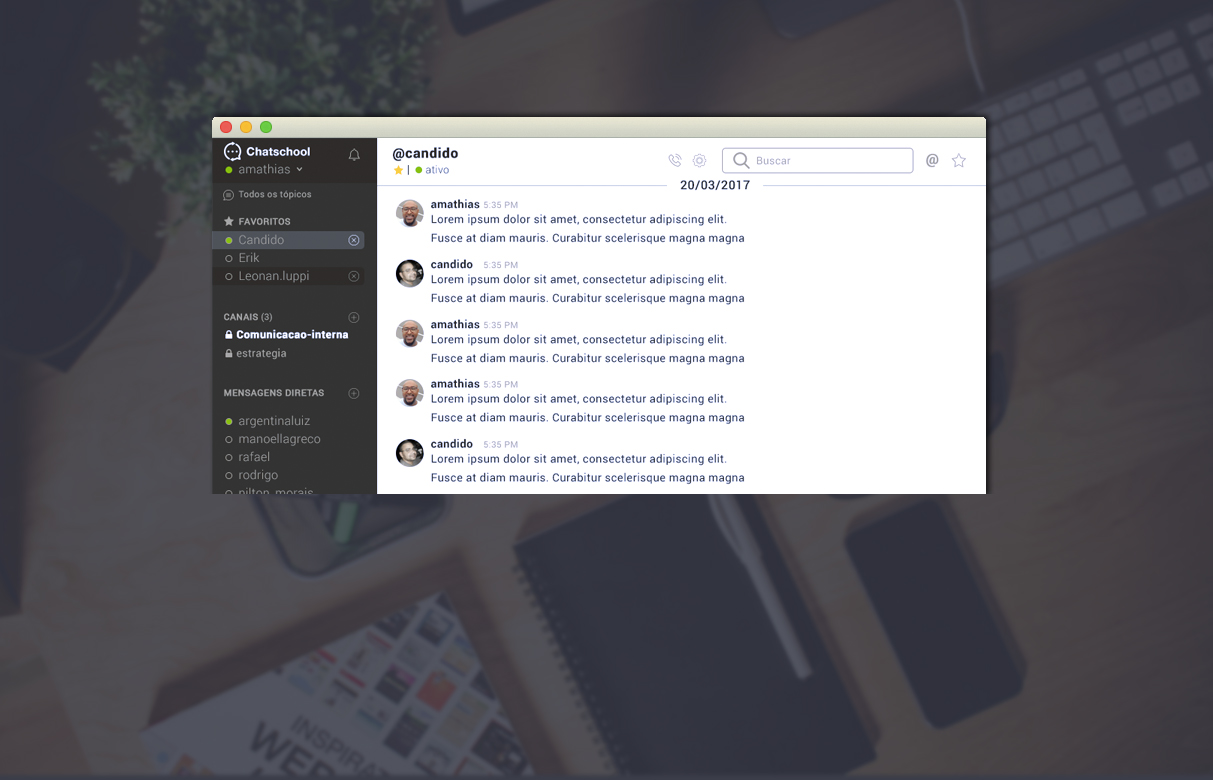 Chatschool
amathias
Todos os tópicos
FAVORITOS
Candido
Erik
Leonan.luppi
CANAIS (3)
Comunicacao-interna
estrategia
MENSAGENS DIRETAS
argentinaluiz
manoellagreco
rafael
rodrigo
nilton_morais
@candido
| ativo
Buscar
@
20/03/2017
amathias 5:35 PM
Lorem ipsum dolor sit amet, consectetur adipiscing elit.
Fusce at diam mauris. Curabitur scelerisque magna magna
candido 5:35 PM
Lorem ipsum dolor sit amet, consectetur adipiscing elit.
Fusce at diam mauris. Curabitur scelerisque magna magna
amathias 5:35 PM
Lorem ipsum dolor sit amet, consectetur adipiscing elit.
Fusce at diam mauris. Curabitur scelerisque magna magna
amathias 5:35 PM
Lorem ipsum dolor sit amet, consectetur adipiscing elit.
Fusce at diam mauris. Curabitur scelerisque magna magna
candido 5:35 PM
Lorem ipsum dolor sit amet, consectetur adipiscing elit.
Fusce at diam mauris. Curabitur scelerisque magna magna